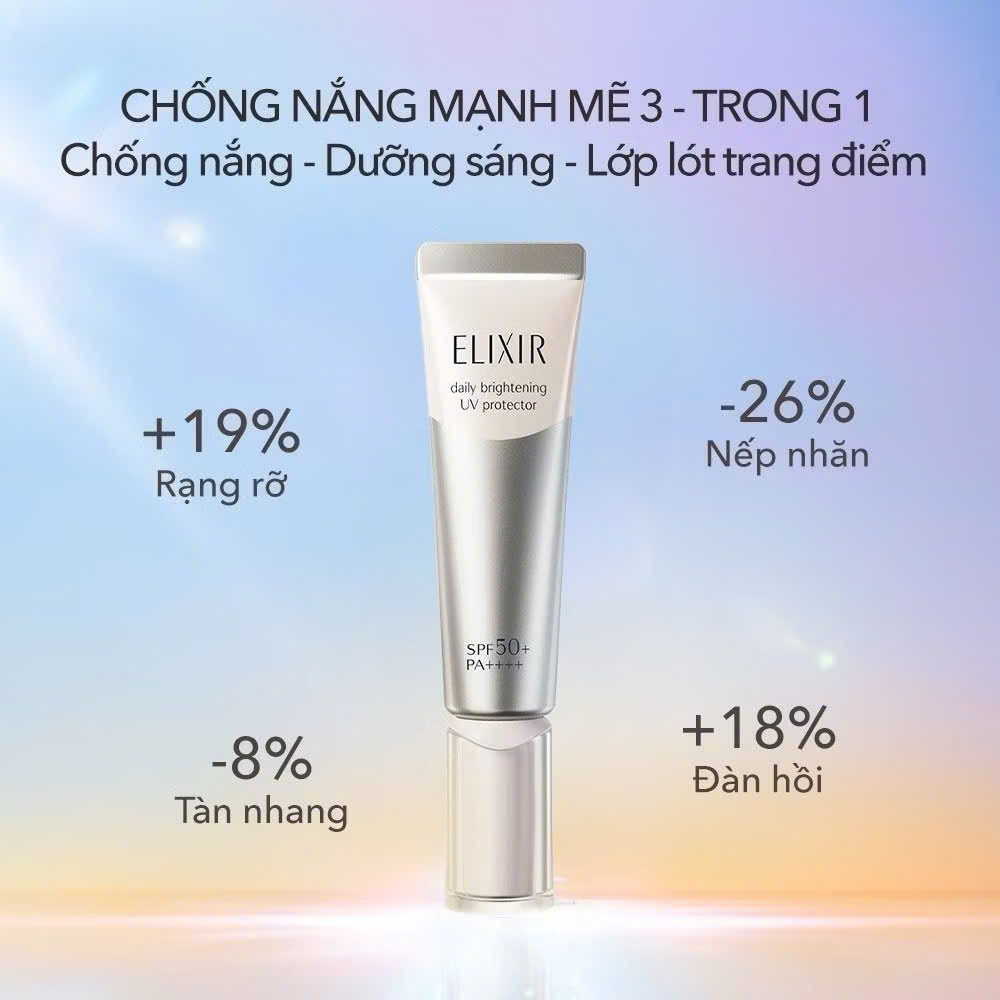 CHỐNG NẮNG MẠNH MẼ 3 - TRONG 1
Chống nắng - Dưỡng sáng - Lớp lót trang điểm
ELIXIR
daily brightening
UV protector
+19%
Rạng rỡ
-26%
Nếp nhăn
SPF50+
PA++++
-8%
Tàn nhang
+18%
Đàn hồi